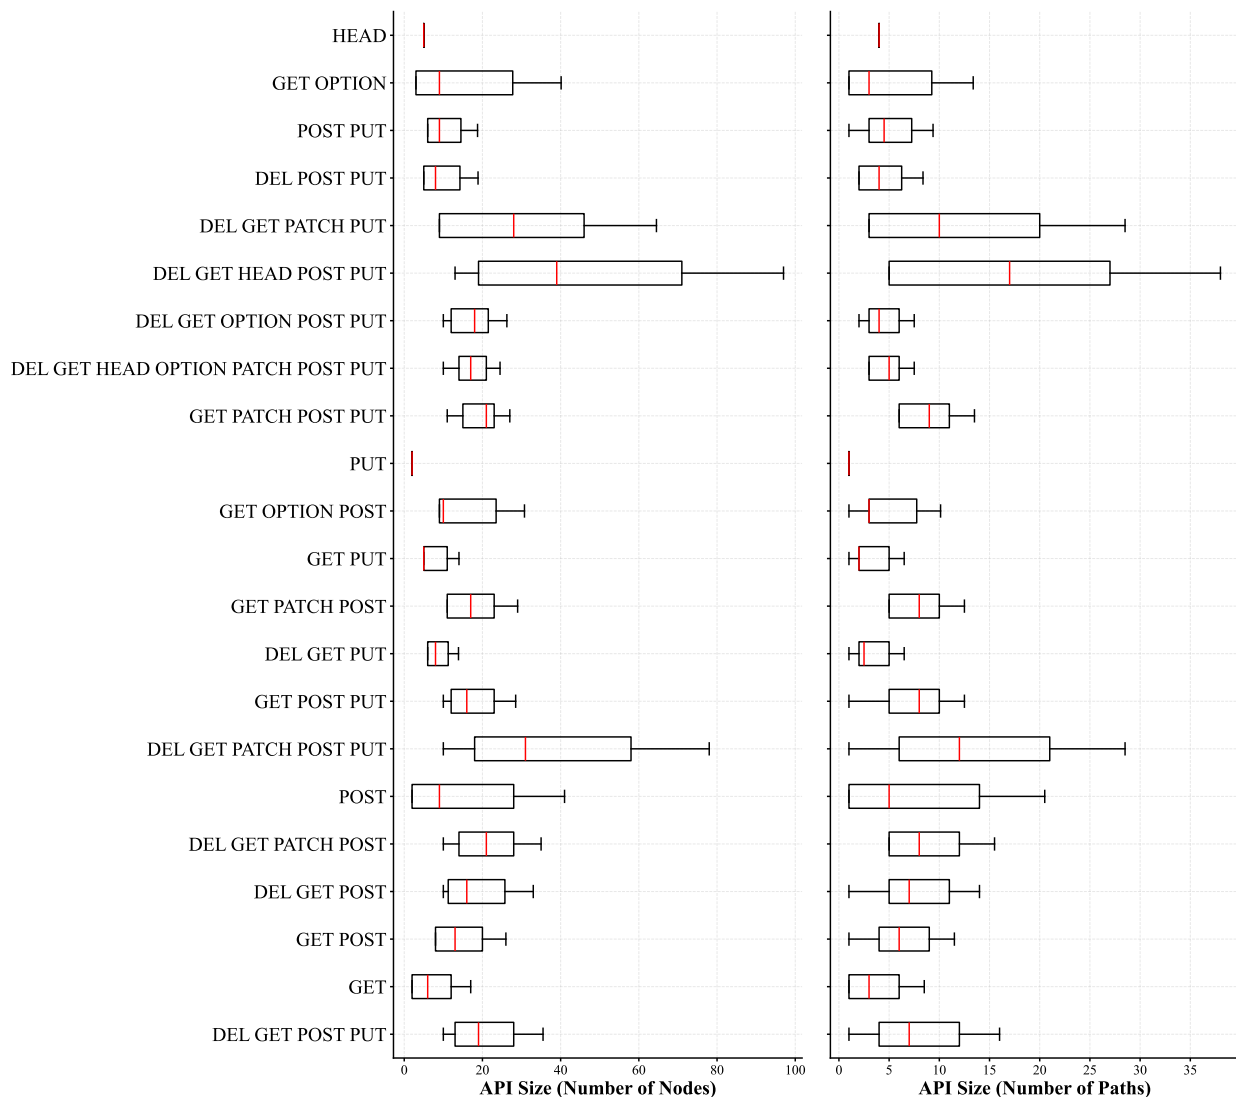 HEAD
GET OPTION
POST PUT
DEL POST PUT
DEL GET PATCH PUT
DEL GET HEAD POST PUT
DEL GET OPTION POST PUT
DEL GET HEAD OPTION PATCH POST PUT
GET PATCH POST PUT
PUT
GET OPTION POST
GET PUT
GET PATCH POST
DEL GET PUT
GET POST PUT
DEL GET PATCH POST PUT
POST
DEL GET PATCH POST
DEL GET POST
GET POST
GET
DEL GET POST PUT
0 20 40 60 80 100
API Size (Number of Nodes)
0 5 10 15 20 25 30 35
API Size (Number of Paths)